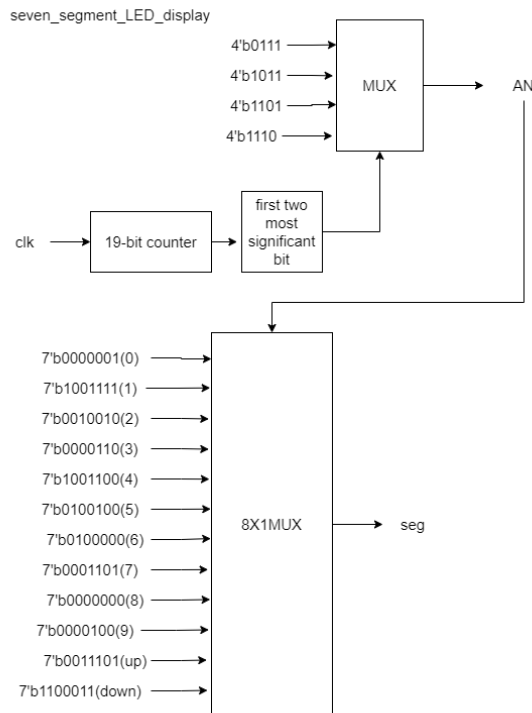 seven_segment_LED_display
4'b0111
4'b1011
4'b1101
4'b1110
MUX
AN
clk
19-bit counter
first two
most
significant
bit
7'b0000001(0)
7'b1001111(1)
7'b0010010(2)
7'b0000110(3)
7'b1001100(4)
7'b0100100(5)
7'b0100000(6)
7'b0001101(7)
7'b0000000(8)
7'b0000100(9)
7'b0011101(up)
7'b1100011(down)
8X1MUX
seg